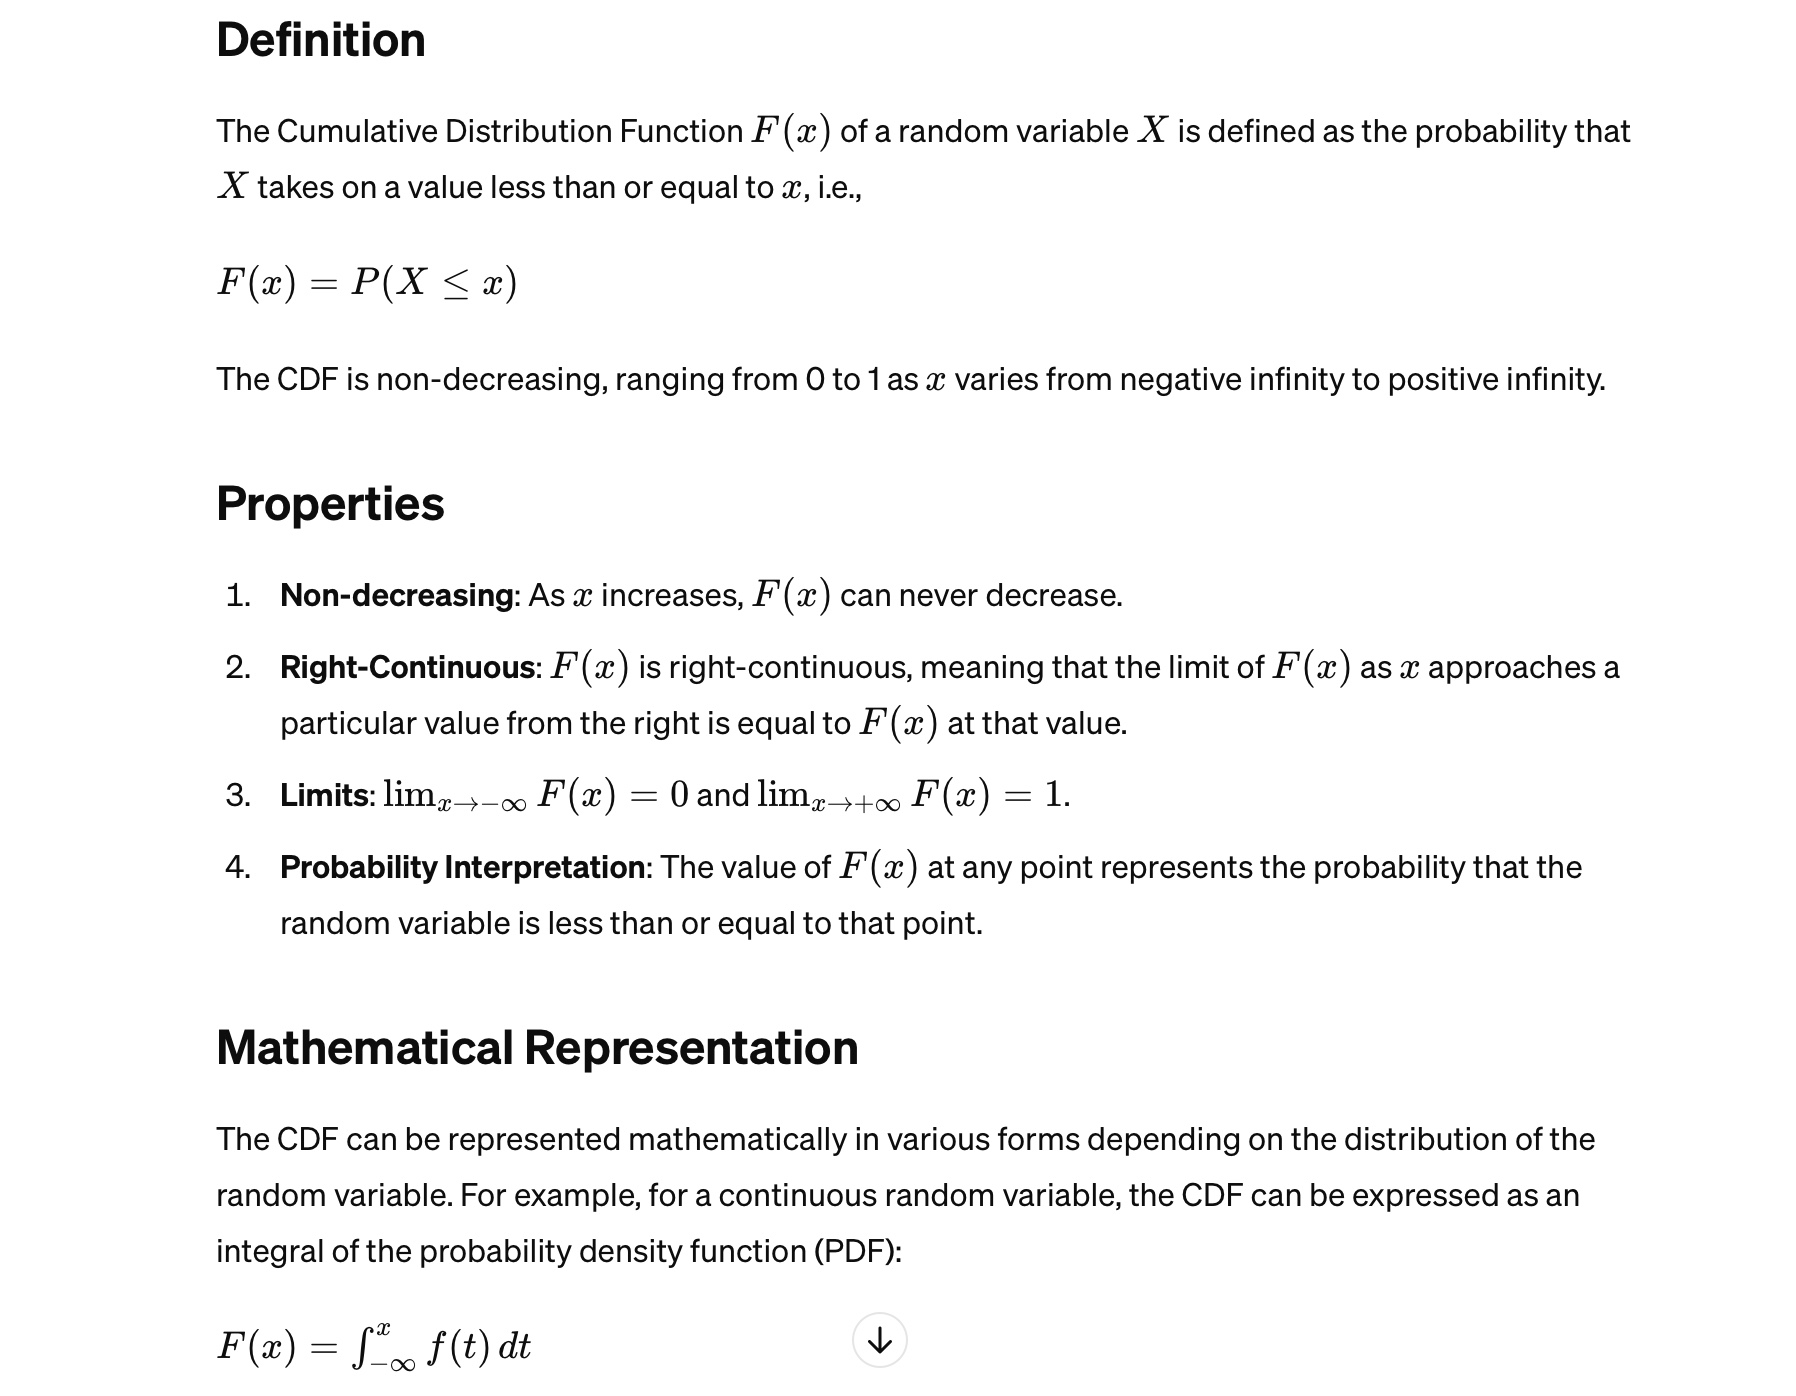 Definition
The Cumulative Distribution Function F(x) of a random variable X is defined as the probability that
X takes on a value less than or equal to x, i.e.,
F(x) = P(X ≤ x)
The CDF is non-decreasing, ranging from 0 to 1 as x varies from negative infinity to positive infinity.
Properties
1. Non-decreasing: As x increases, F(x) can never decrease.
2. Right-Continuous: F(x) is right-continuous, meaning that the limit of F(x) as x approaches a
particular value from the right is equal to F(x) at that value.
3. Limits: lim_{x→−∞} F(x) = 0 and lim_{x→+∞} F(x) = 1.
4. Probability Interpretation: The value of F(x) at any point represents the probability that the
random variable is less than or equal to that point.
Mathematical Representation
The CDF can be represented mathematically in various forms depending on the distribution of the
random variable. For example, for a continuous random variable, the CDF can be expressed as an
integral of the probability density function (PDF):
F(x) = ∫_{−∞}^{x} f(t) dt